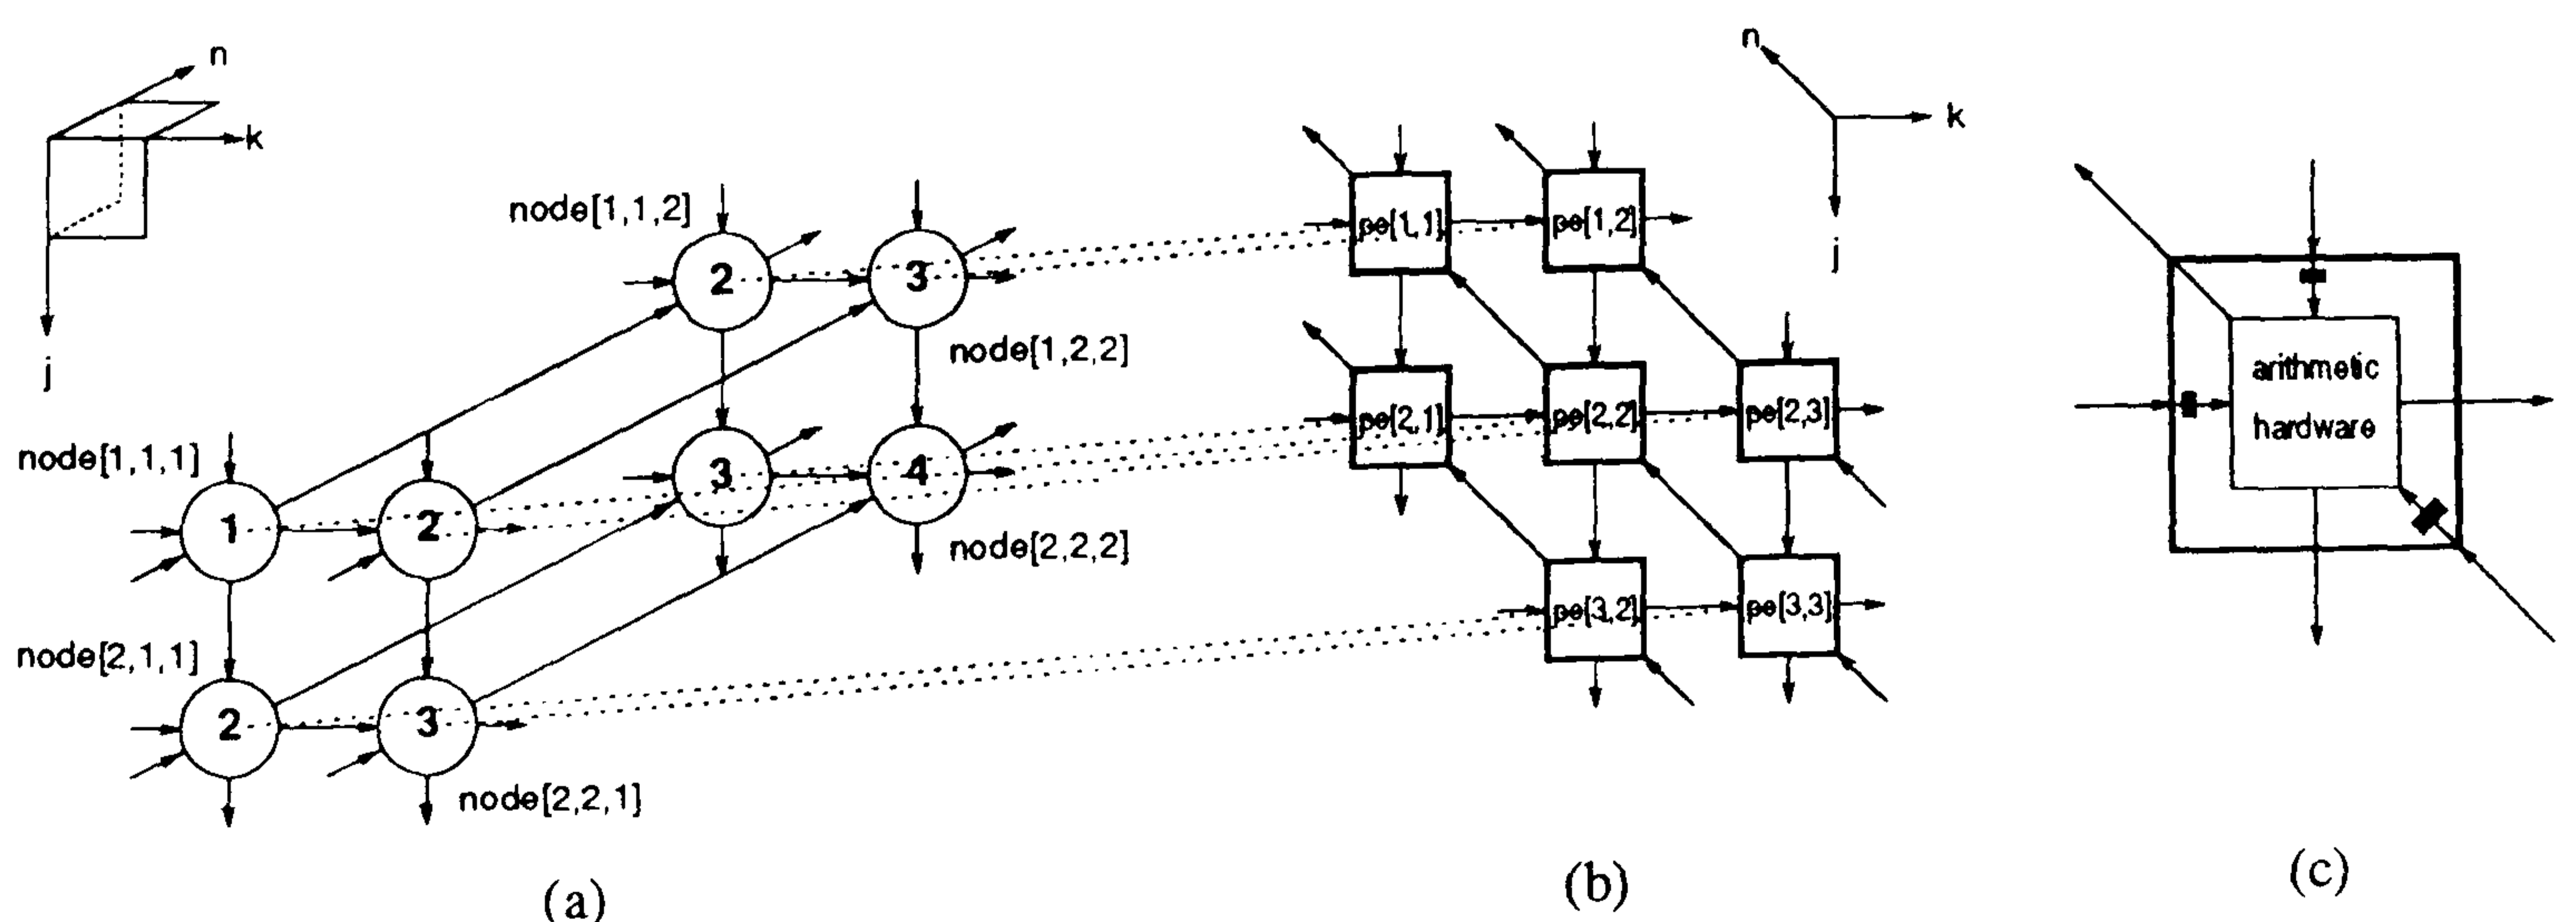 n
k
j
node[1,1,2]
2
3
node[1,2,2]
node[1,1,1]
1
2
3
4
node[2,2,2]
node[2,1,1]
2
3
node[2,2,1]
(a)
n
k
j
pe[1,1]
pe[1,2]
pe[2,1]
pe[2,2]
pe[2,3]
pe[3,2]
pe[3,3]
(b)
arithmetic
hardware
(c)